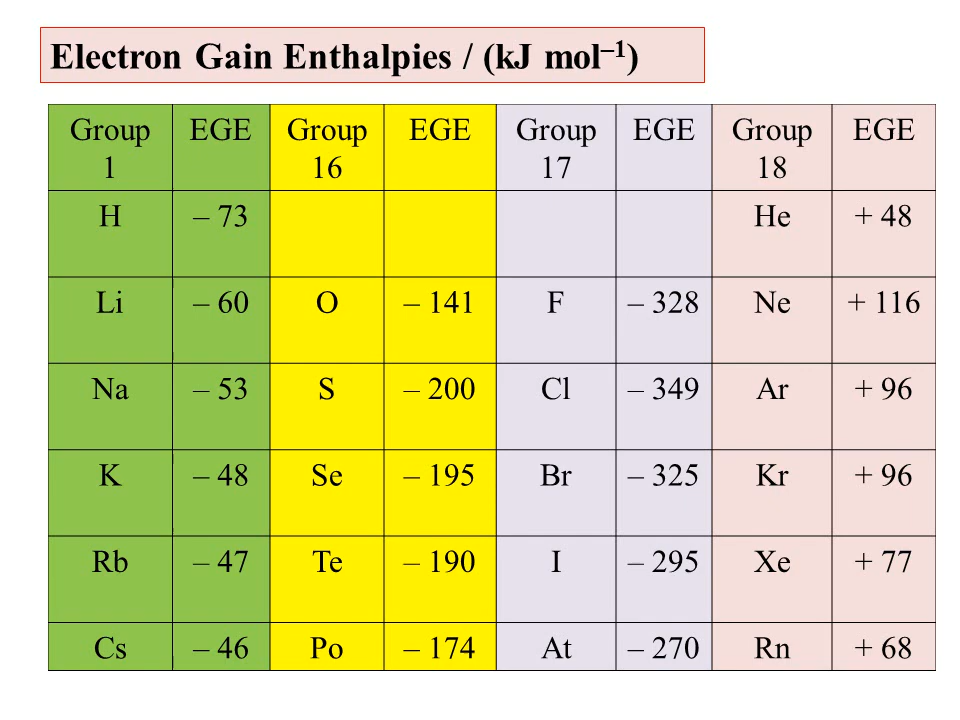 Electron Gain Enthalpies / (kJ mol⁻¹)
Group 1 EGE Group 16 EGE Group 17 EGE Group 18 EGE
H – 73 He + 48
Li – 60 O – 141 F – 328 Ne + 116
Na – 53 S – 200 Cl – 349 Ar + 96
K – 48 Se – 195 Br – 325 Kr + 96
Rb – 47 Te – 190 I – 295 Xe + 77
Cs – 46 Po – 174 At – 270 Rn + 68